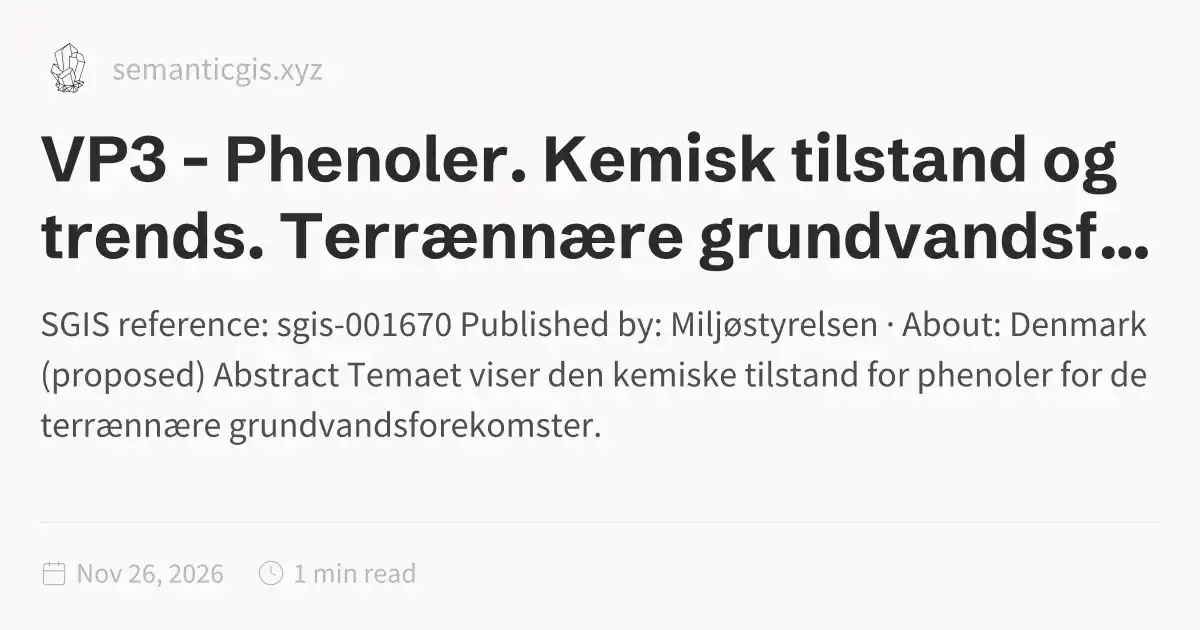 semanticgis.xyz
VP3 - Phenoler. Kemisk tilstand og
trends. Terrænnære grundvandsf...
SGIS reference: sgis-001670 Published by: Miljøstyrelsen · About: Denmark
(proposed) Abstract Temaet viser den kemiske tilstand for phenoler for de
terrænnære grundvandsforekomster.
Nov 26, 2026 1 min read